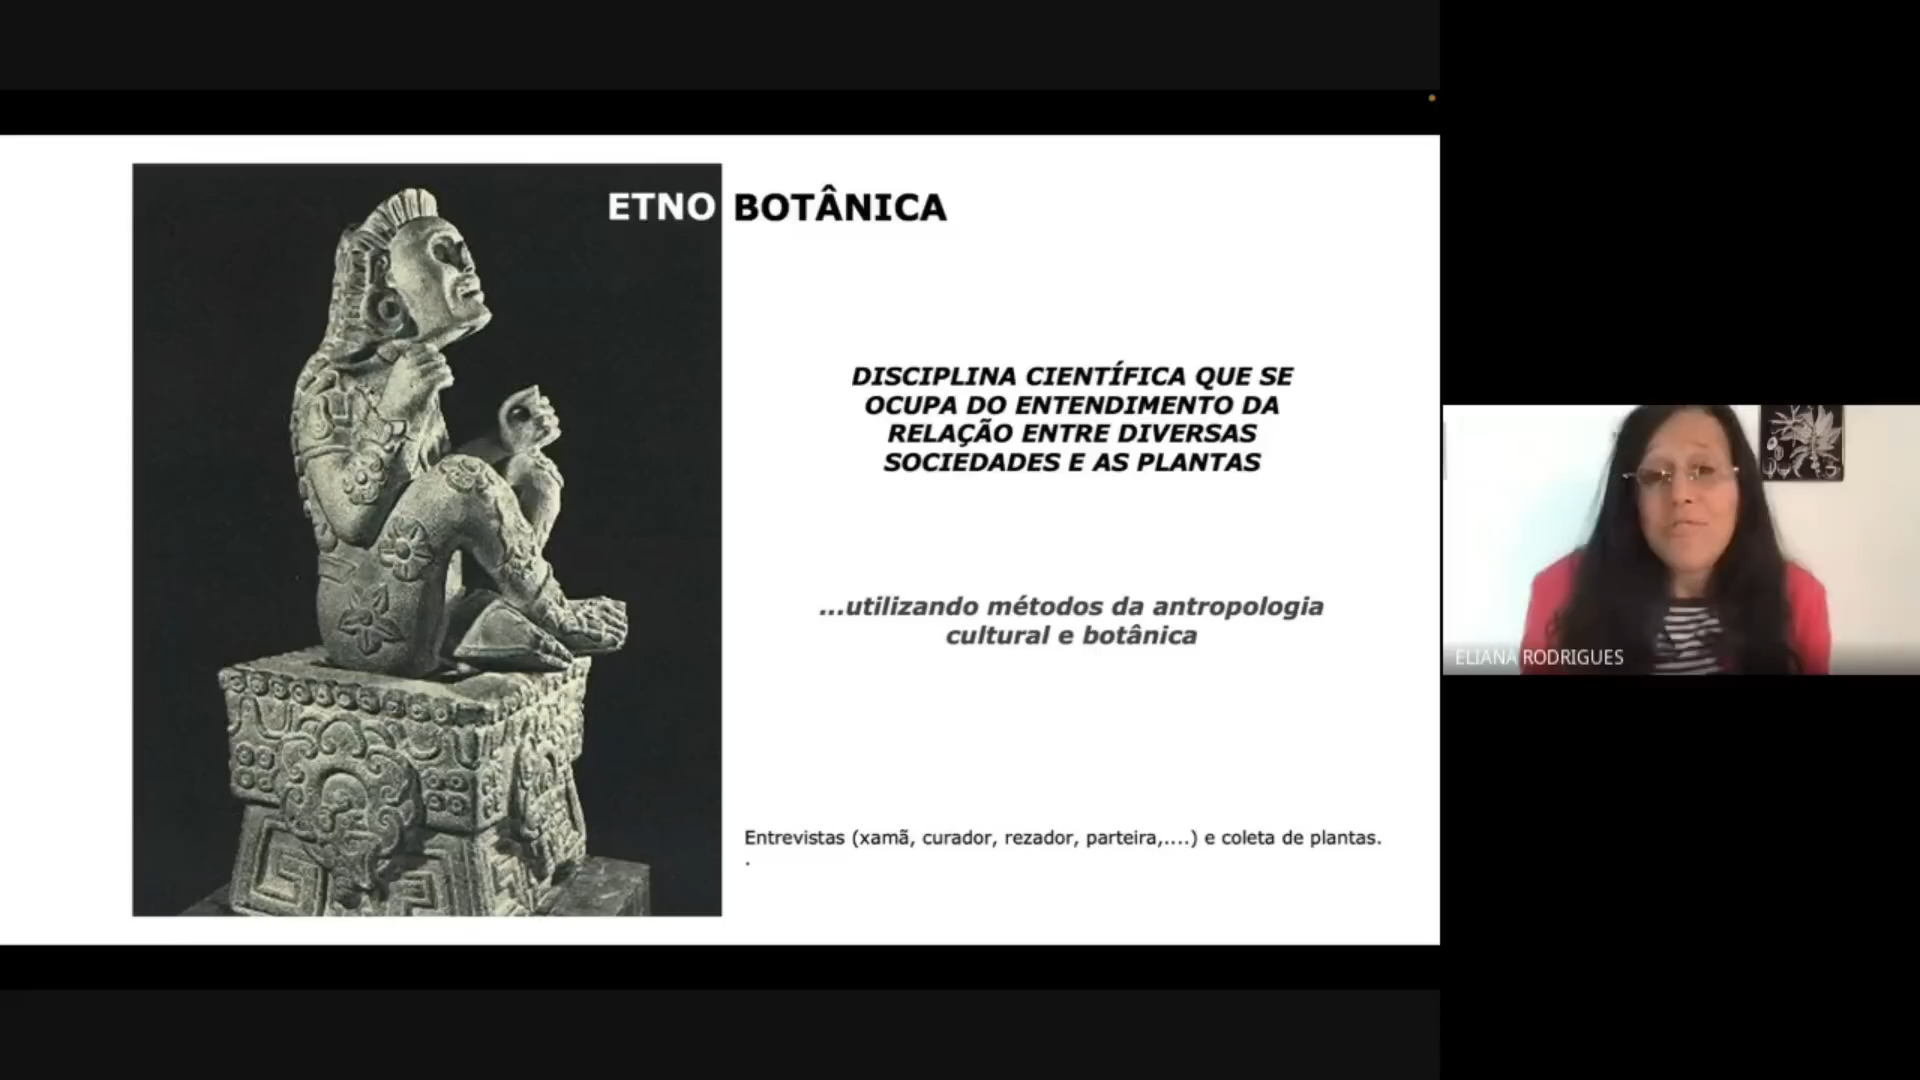 ETNO BOTÂNICA
DISCIPLINA CIENTÍFICA QUE SE
OCUPA DO ENTENDIMENTO DA
RELAÇÃO ENTRE DIVERSAS
SOCIEDADES E AS PLANTAS
...utilizando métodos da antropologia
cultural e botânica
Entrevistas (xamã, curador, rezador, parteira,....) e coleta de plantas.
.
ELIANA RODRIGUES